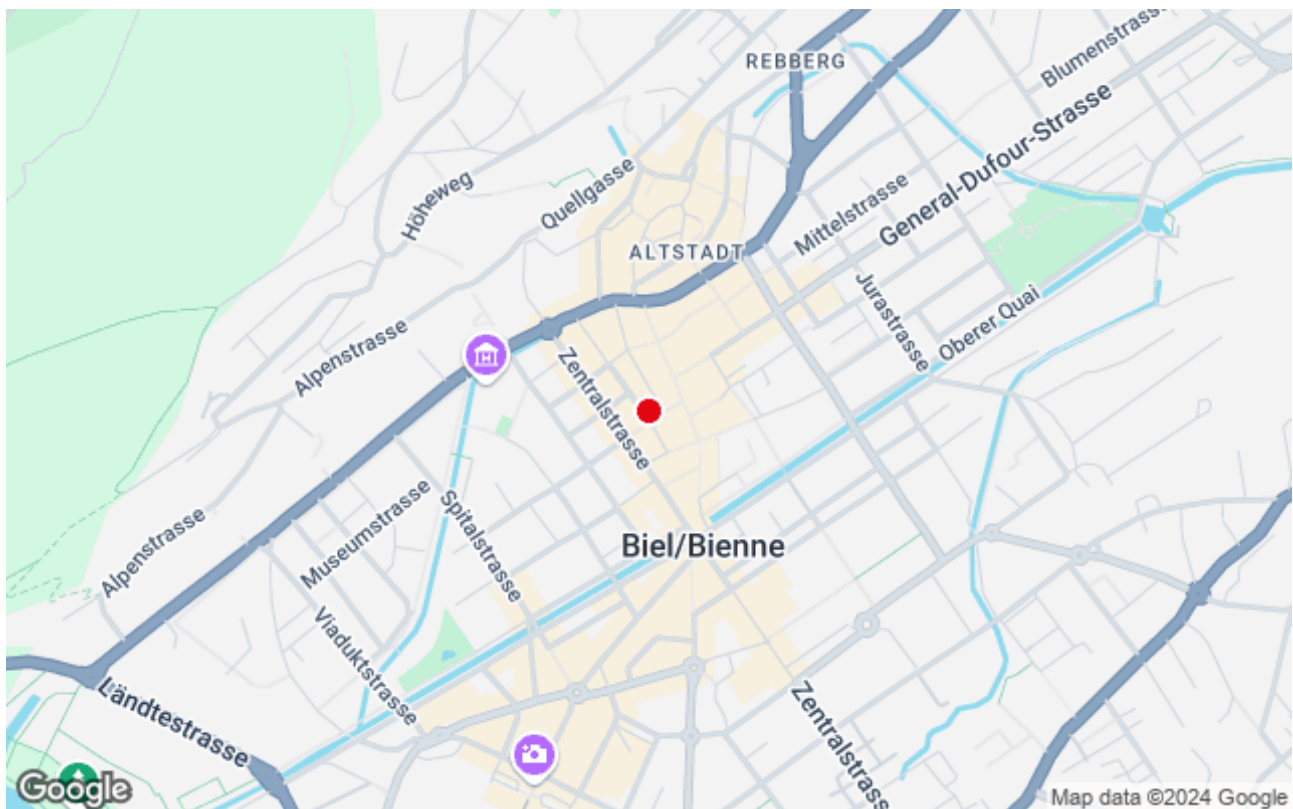 REBBERG
Blumenstrasse
General-Dufour-Strasse
Höheweg
Quellgasse
Mittelstrasse
ALTSTADT
Jurastrasse
Oberer Quai
Alpenstrasse
Zentralstrasse
Spitalstrasse
Museumstrasse
Alpenstrasse
Biel/Bienne
Viaduktstrasse
Ländtestrasse
Zentralstrasse
Google
Map data ©2024 Google